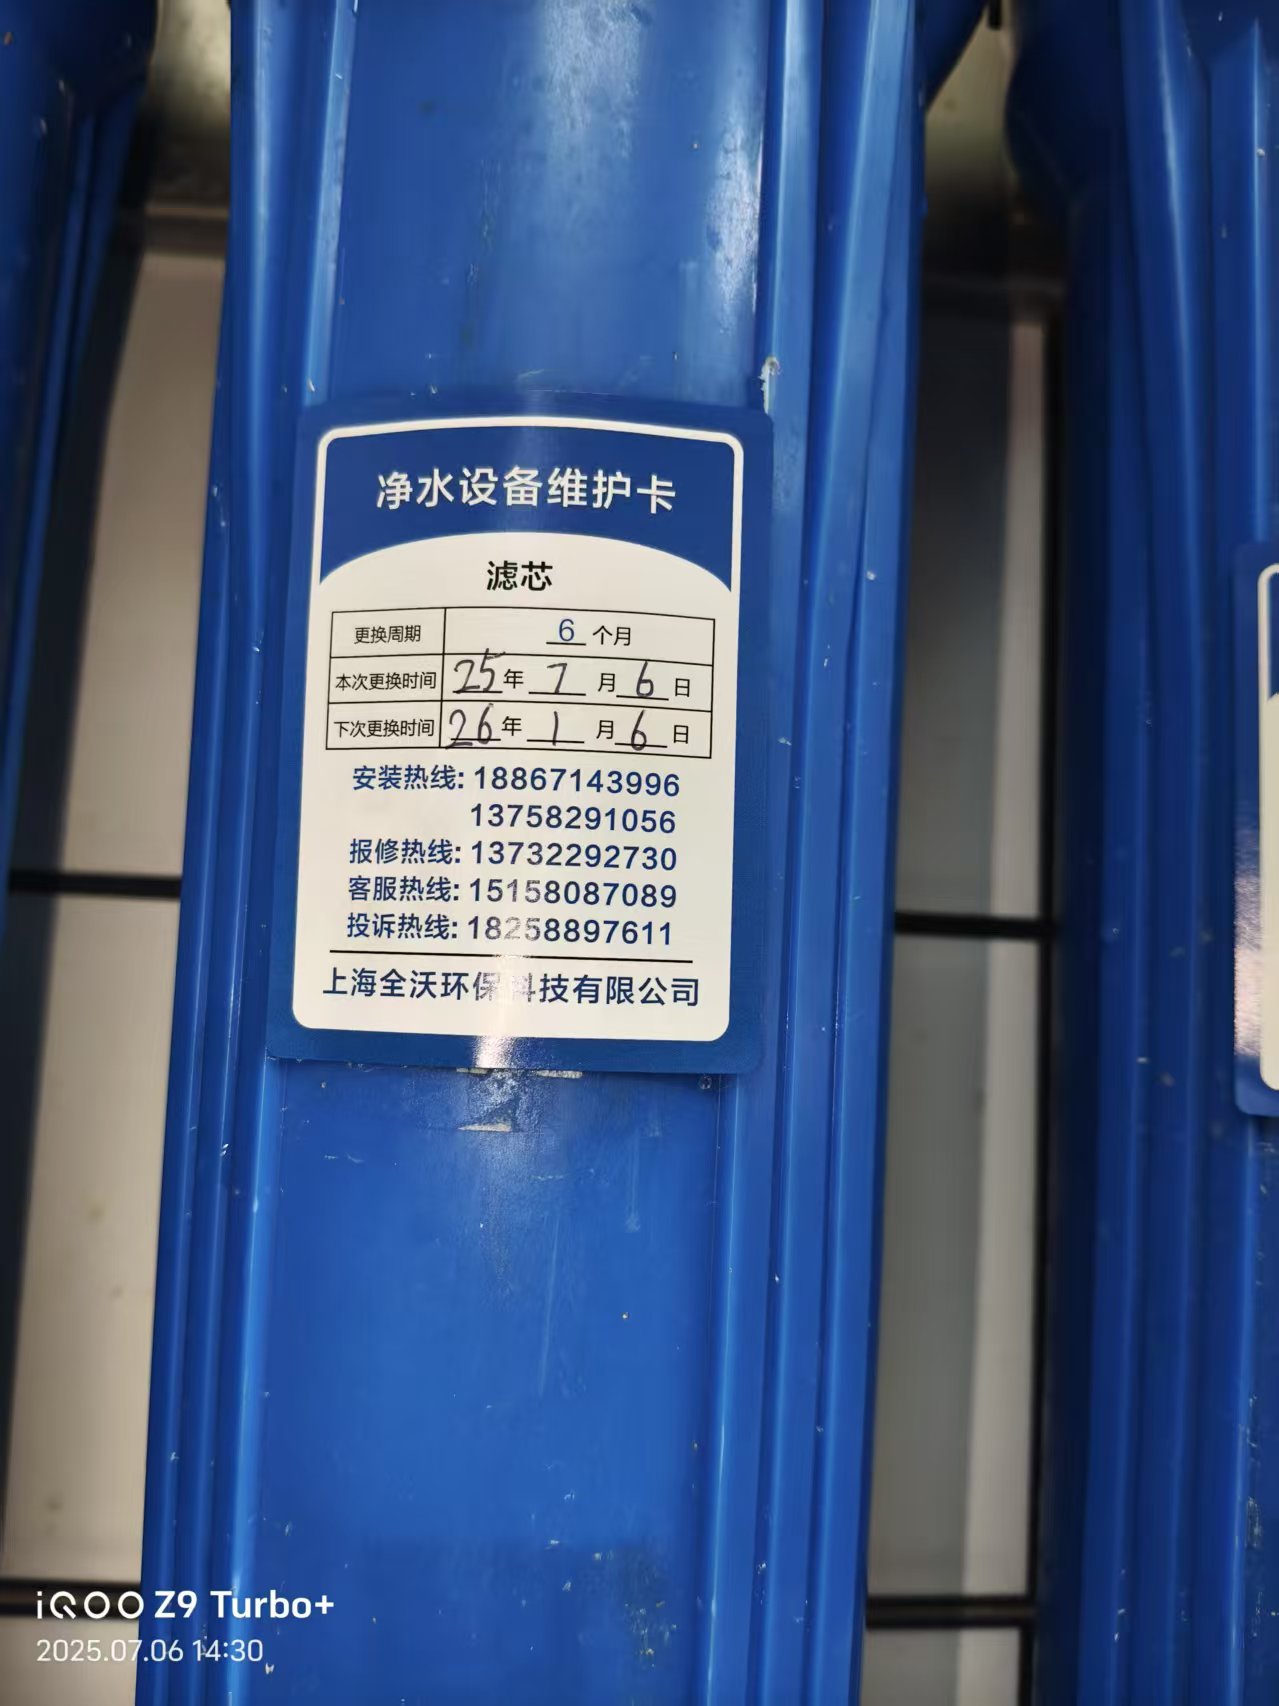 净水设备维护卡
滤芯
更换周期 6 个月
本次更换时间 25 年 7 月 6 日
下次更换时间 26 年 1 月 6 日
安装热线: 18867143996
13758291056
报修热线: 13732292730
客服热线: 15158087089
投诉热线: 18258897611
上海全沃环保科技有限公司
iQOO Z9 Turbo+
2025.07.06 14:30